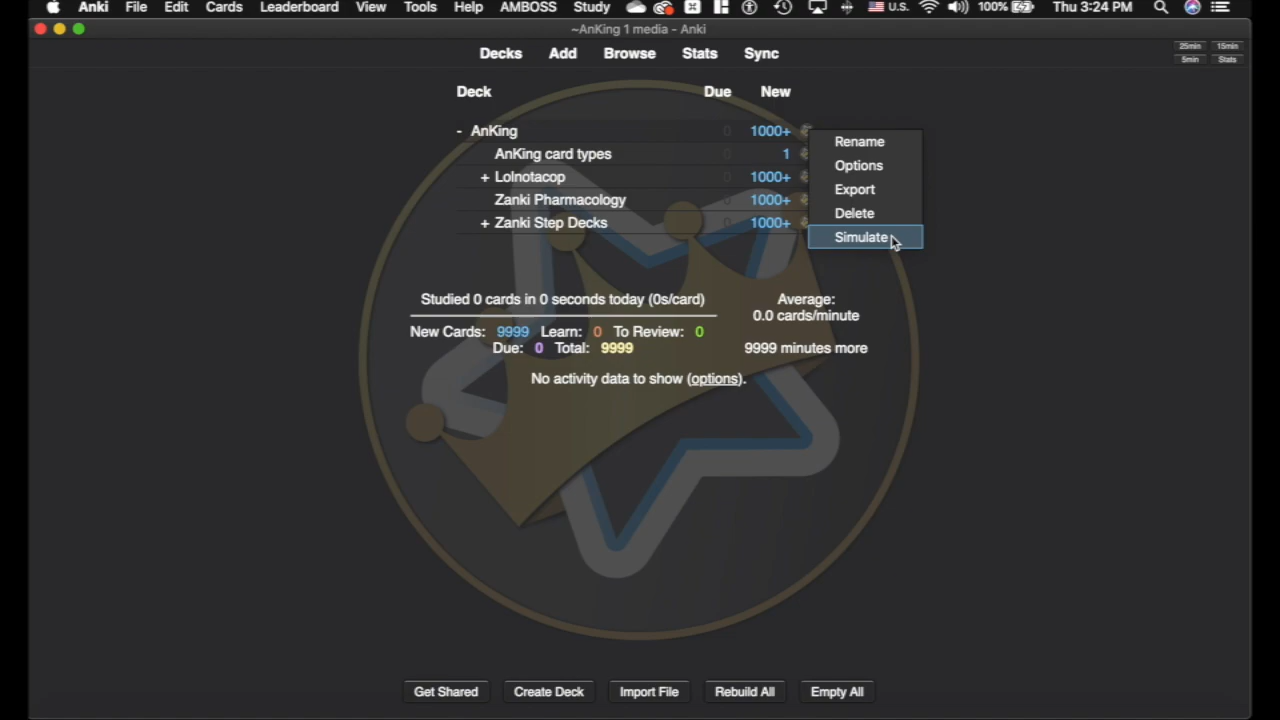 Anki File Edit Cards Leaderboard View Tools Help AMBOSS Study U.S. 100% Thu 3:24 PM
~AnKing 1 media - Anki
Decks Add Browse Stats Sync
25min 15min
5min Stats
Deck Due New
- AnKing 0 1000+
AnKing card types 0 1
+ Lolnotacop 0 1000+
Zanki Pharmacology 0 1000+
+ Zanki Step Decks 0 1000+
Rename
Options
Export
Delete
Simulate
Studied 0 cards in 0 seconds today (0s/card)
New Cards: 9999 Learn: 0 To Review: 0
Due: 0 Total: 9999
Average:
0.0 cards/minute
9999 minutes more
No activity data to show (options).
Get Shared Create Deck Import File Rebuild All Empty All